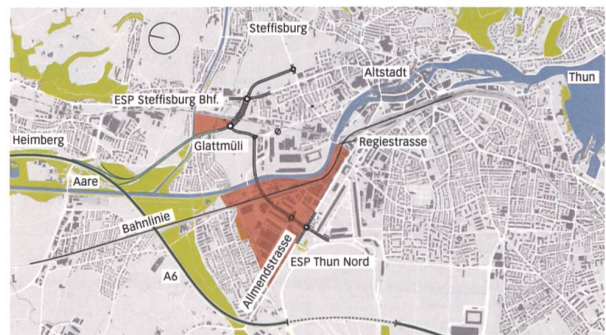 Steffisburg
Altstadt
Thun
ESP Steffisburg Bhf.
Heimberg
Glattmüli
Regiestrasse
Aare
Bahnlinie
A6
Allmendstrasse
ESP Thun Nord